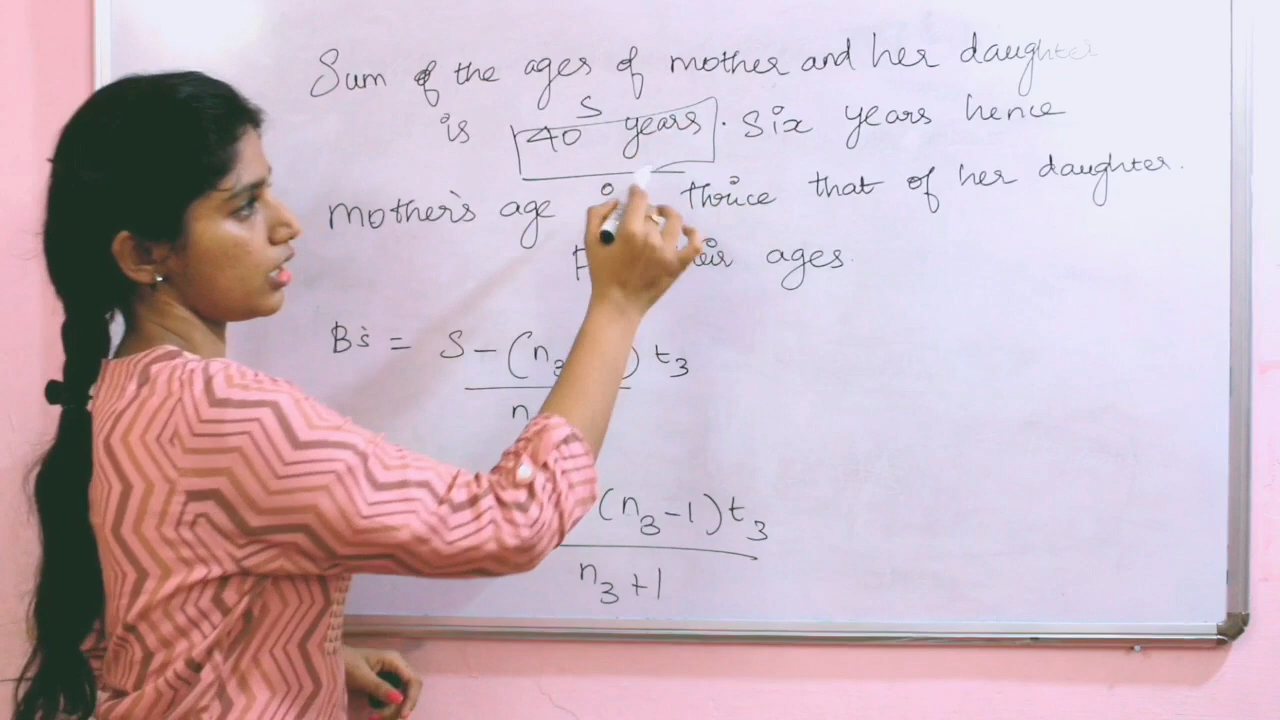 Sum of the ages of mother and her daughter
S
is 40 years. Six years hence
mother's age thrice that of her daughter.
ages.
B's = S - (n3 ) t3
n
(n3-1)t3
n3+1